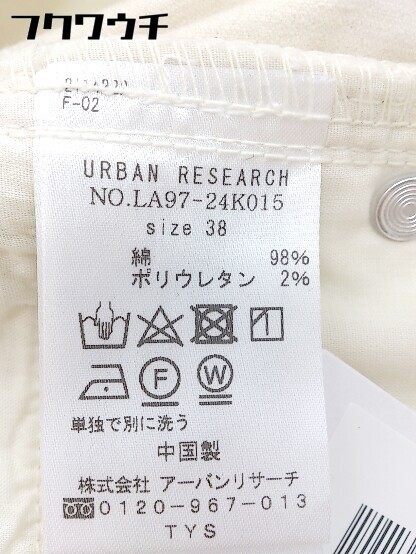 フクワウチ
F-02
URBAN RESEARCH
NO.LA97-24K015
size 38
綿 98%
ポリウレタン 2%
F W
単独で別に洗う
中国製
株式会社 アーバンリサーチ
0120-967-013
TYS